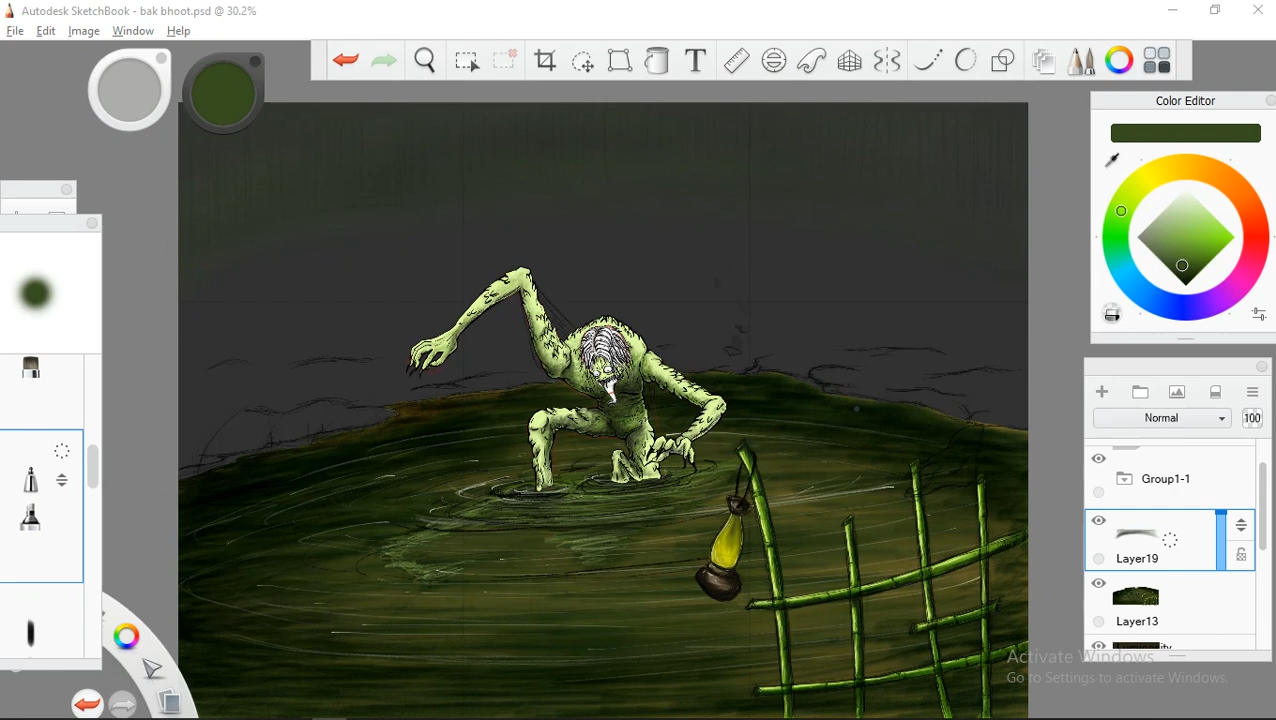 Autodesk SketchBook - bak bhoot.psd @ 30.2%
File Edit Image Window Help
Color Editor
Normal 100
Group1-1
Layer19
Layer13
Activate Windows
Go to Settings to activate Windows.